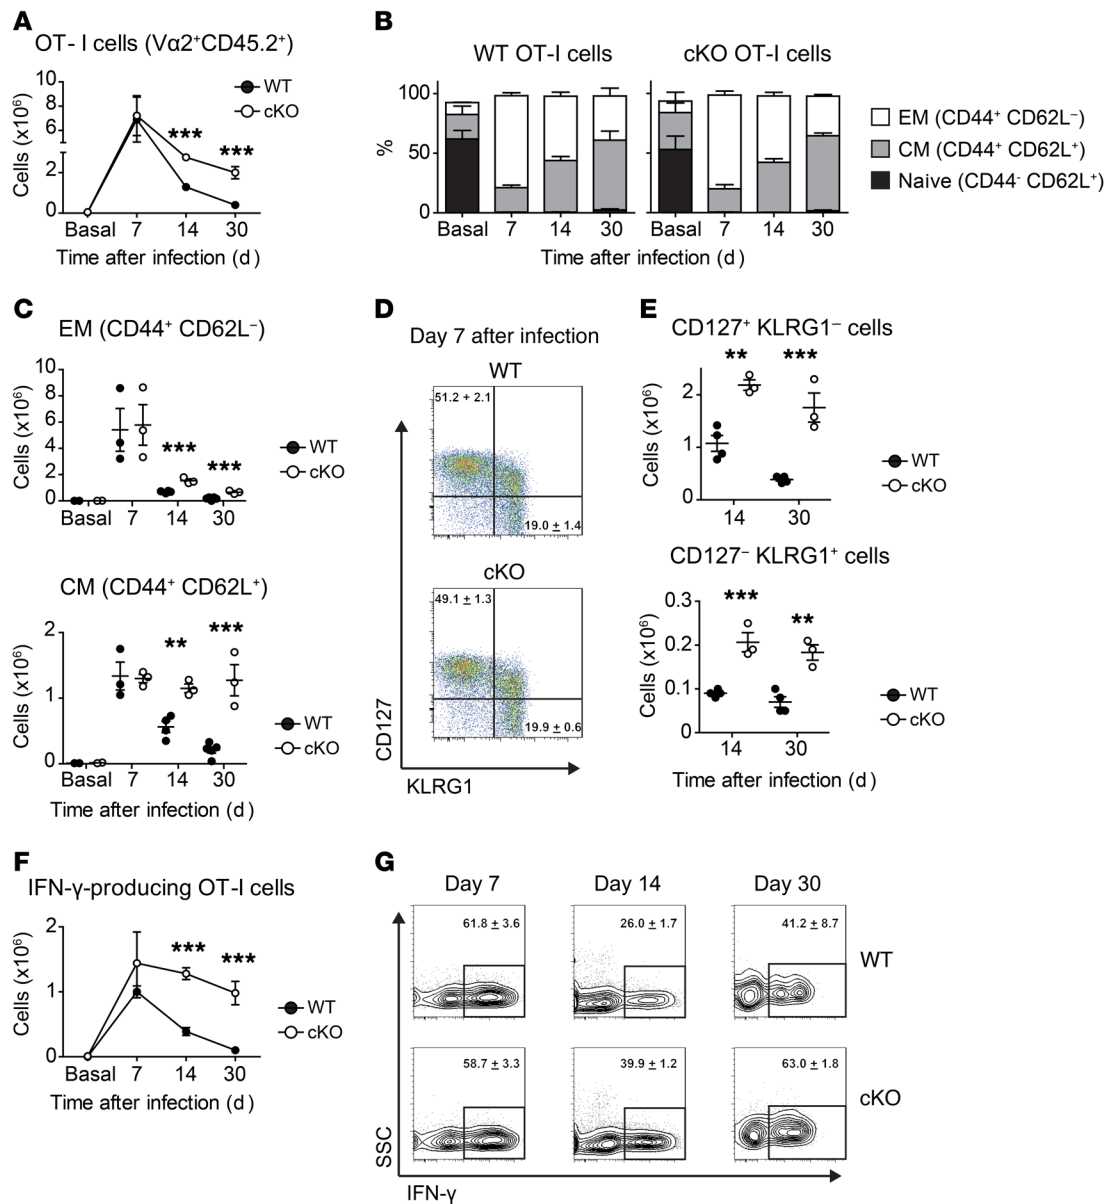 A
OT- I cells (Vα2⁺CD45.2⁺)
Cells (x10⁶)
10
8
6
4
2
0
Basal 7 14 30
Time after infection (d)
*** ***
WT
cKO
B
WT OT-I cells cKO OT-I cells
%
100
50
0
Basal 7 14 30 Basal 7 14 30
Time after infection (d)
EM (CD44⁺ CD62L⁻)
CM (CD44⁺ CD62L⁺)
Naive (CD44⁻ CD62L⁺)
C
EM (CD44⁺ CD62L⁻)
Cells (x10⁶)
10
8
6
4
2
0
*** ***
Basal 7 14 30
WT
cKO
CM (CD44⁺ CD62L⁺)
Cells (x10⁶)
2
1
0
** ***
Basal 7 14 30
Time after infection (d)
WT
cKO
D
Day 7 after infection
WT
51.2 ± 2.1
19.0 ± 1.4
cKO
49.1 ± 1.3
19.9 ± 0.6
CD127
KLRG1
E
CD127⁺ KLRG1⁻ cells
Cells (x10⁶)
2
1
0
** ***
14 30
WT
cKO
CD127⁻ KLRG1⁺ cells
Cells (x10⁶)
0.3
0.2
0.1
0
*** **
14 30
Time after infection (d)
WT
cKO
F
IFN-γ-producing OT-I cells
Cells (x10⁶)
2
1
0
*** ***
Basal 7 14 30
Time after infection (d)
WT
cKO
G
Day 7 Day 14 Day 30
61.8 ± 3.6 26.0 ± 1.7 41.2 ± 8.7
WT
58.7 ± 3.3 39.9 ± 1.2 63.0 ± 1.8
cKO
SSC
IFN-γ